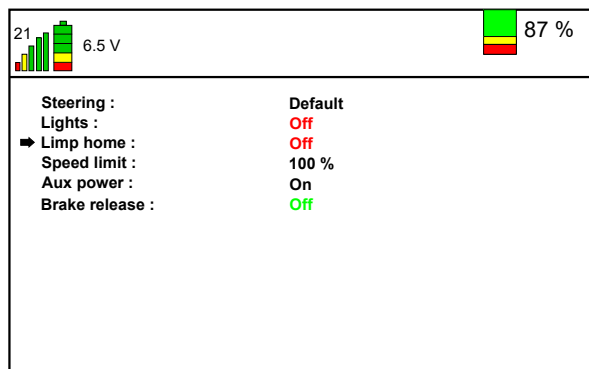 21
6.5 V
87 %
Steering : Default
Lights : Off
Limp home : Off
Speed limit : 100 %
Aux power : On
Brake release : Off